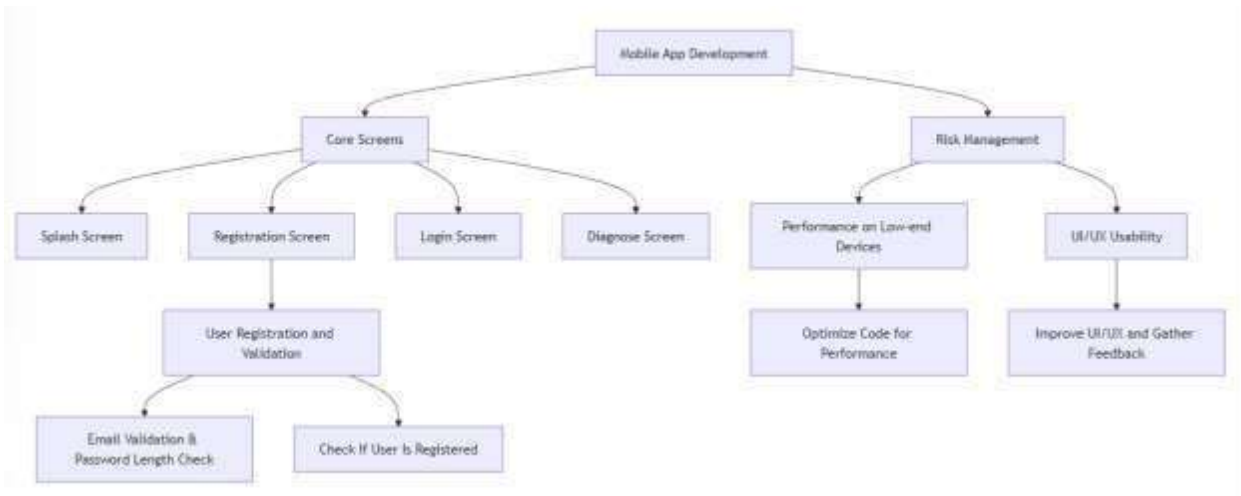 Mobile App Development
Core Screens
Risk Management
Splash Screen
Registration Screen
Login Screen
Diagnose Screen
Performance on Low-end
Devices
UI/UX Usability
User Registration and
Validation
Optimize Code for
Performance
Improve UI/UX and Gather
Feedback
Email Validation &
Password Length Check
Check If User Is Registered